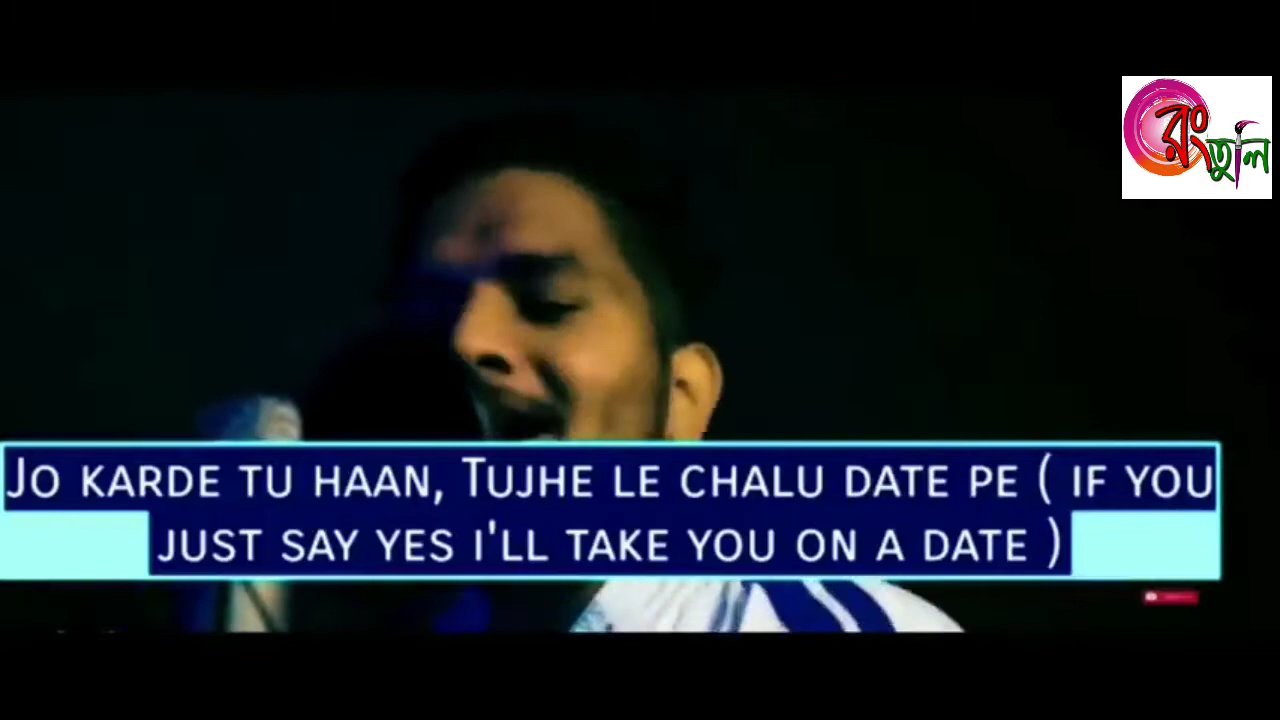 রং
তুলি
JO KARDE TU HAAN, TUJHE LE CHALU DATE PE ( IF YOU
JUST SAY YES I'LL TAKE YOU ON A DATE )